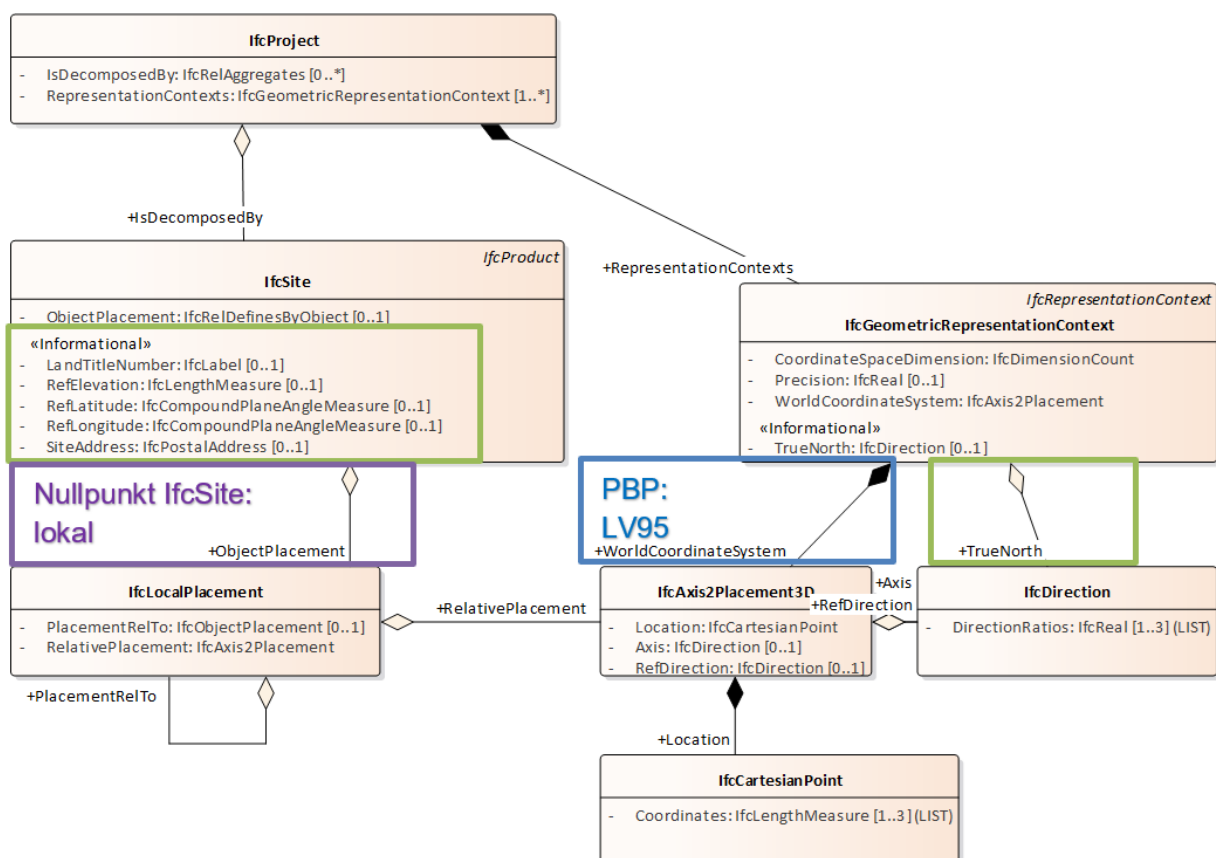 IfcProject
- IsDecomposedBy: IfcRelAggregates [0..*]
- RepresentationContexts: IfcGeometricRepresentationContext [1..*]
+IsDecomposedBy
+RepresentationContexts
IfcProduct
IfcSite
- ObjectPlacement: IfcRelDefinesByObject [0..1]
«Informational»
- LandTitleNumber: IfcLabel [0..1]
- RefElevation: IfcLengthMeasure [0..1]
- RefLatitude: IfcCompoundPlaneAngleMeasure [0..1]
- RefLongitude: IfcCompoundPlaneAngleMeasure [0..1]
- SiteAddress: IfcPostalAddress [0..1]
IfcRepresentationContext
IfcGeometricRepresentationContext
- CoordinateSpaceDimension: IfcDimensionCount
- Precision: IfcReal [0..1]
- WorldCoordinateSystem: IfcAxis2Placement
«Informational»
- TrueNorth: IfcDirection [0..1]
Nullpunkt IfcSite:
lokal
+ObjectPlacement
PBP:
LV95
+WorldCoordinateSystem
+TrueNorth
IfcLocalPlacement
- PlacementRelTo: IfcObjectPlacement [0..1]
- RelativePlacement: IfcAxis2Placement
+PlacementRelTo
+RelativePlacement
IfcAxis2Placement3D
- Location: IfcCartesianPoint
- Axis: IfcDirection [0..1]
- RefDirection: IfcDirection [0..1]
+Axis
+RefDirection
IfcDirection
- DirectionRatios: IfcReal [1..3] (LIST)
+Location
IfcCartesianPoint
- Coordinates: IfcLengthMeasure [1..3] (LIST)